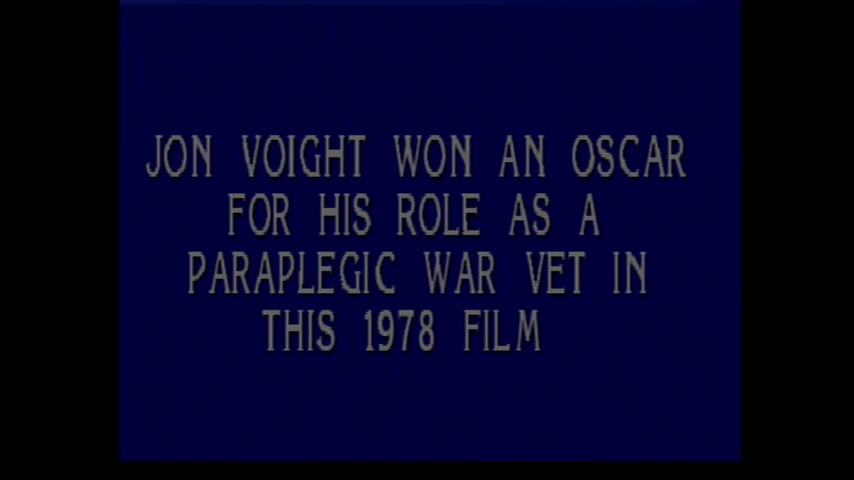 JON VOIGHT WON AN OSCAR
FOR HIS ROLE AS A
PARAPLEGIC WAR VET IN
THIS 1978 FILM